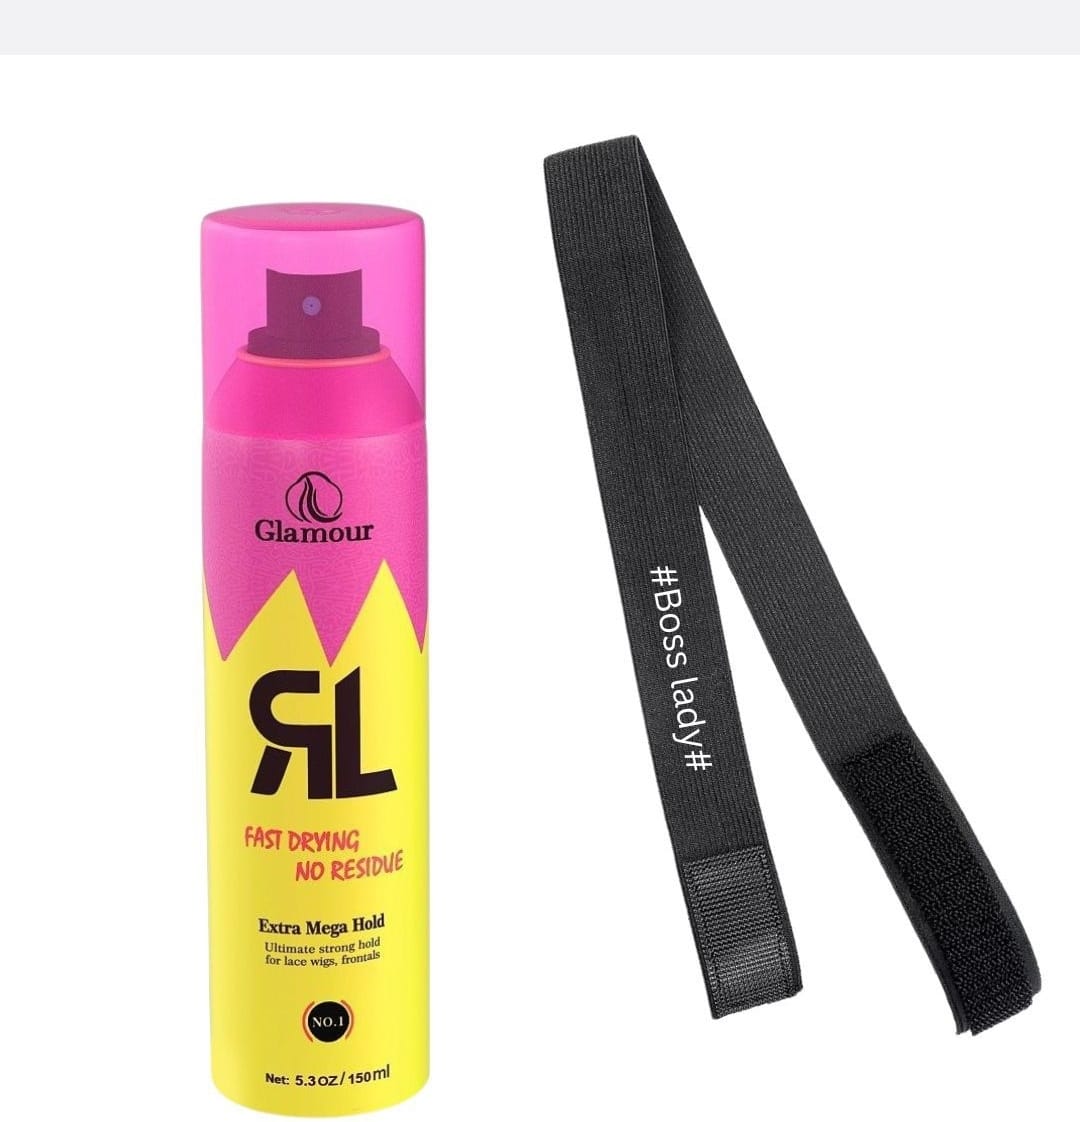 Glamour
RL
FAST DRYING
NO RESIDUE
Extra Mega Hold
Ultimate strong hold
for lace wigs, frontals
NO.1
Net: 5.3 OZ/150ml
#Boss lady#